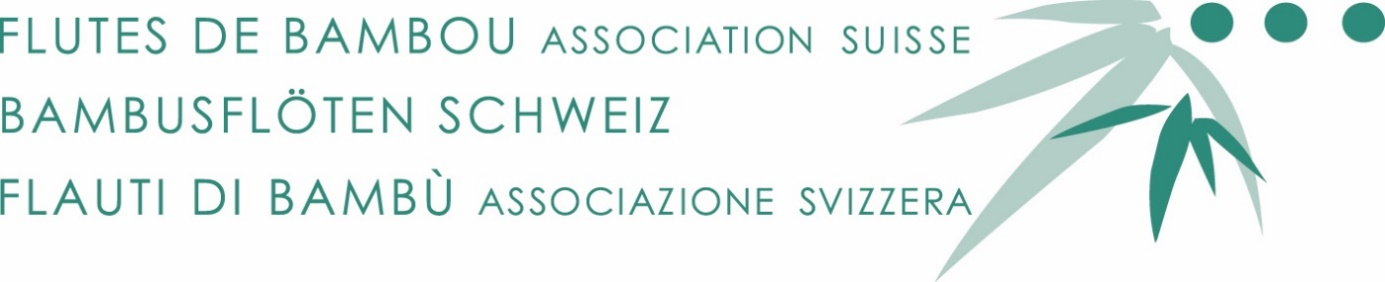 FLUTES DE BAMBOU ASSOCIATION SUISSE
BAMBUSFLÖTEN SCHWEIZ
FLAUTI DI BAMBÙ ASSOCIAZIONE SVIZZERA